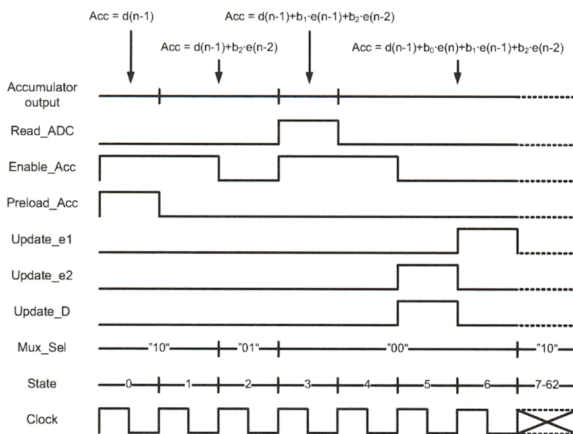 Acc = d(n-1)
Acc = d(n-1)+b₁·e(n-1)+b₂·e(n-2)
Acc = d(n-1)+b₂·e(n-2)
Acc = d(n-1)+b₀·e(n)+b₁·e(n-1)+b₂·e(n-2)
Accumulator
output
Read_ADC
Enable_Acc
Preload_Acc
Update_e1
Update_e2
Update_D
Mux_Sel "10" "01" "00" "10"
State 0 1 2 3 4 5 6 7-62
Clock